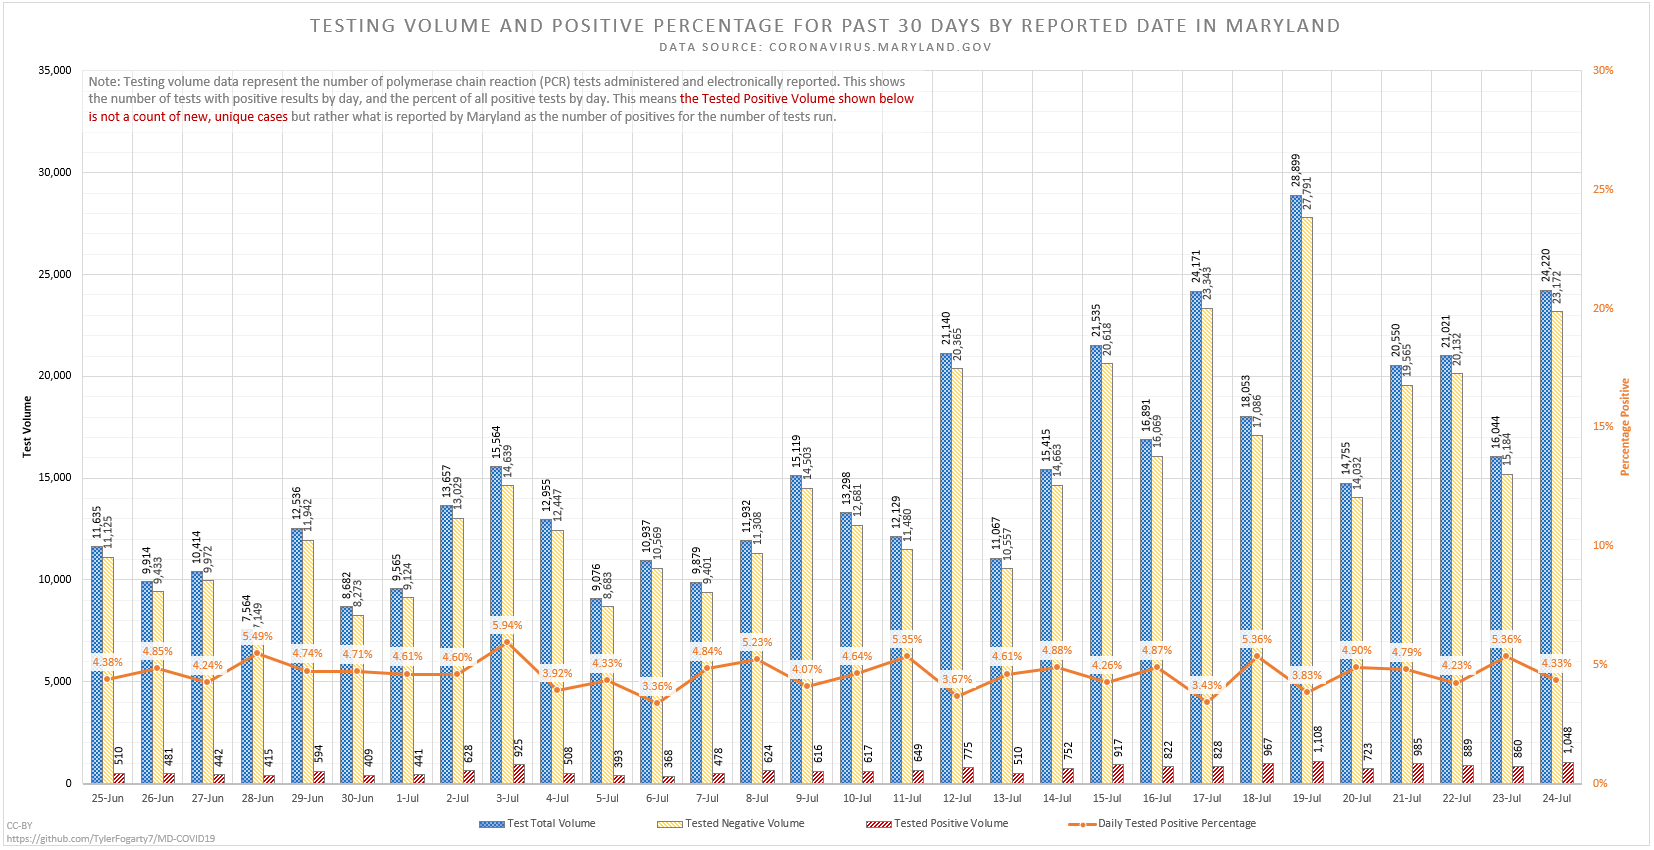 TESTING VOLUME AND POSITIVE PERCENTAGE FOR PAST 30 DAYS BY REPORTED DATE IN MARYLAND
DATA SOURCE: CORONAVIRUS.MARYLAND.GOV
Note: Testing volume data represent the number of polymerase chain reaction (PCR) tests administered and electronically reported. This shows
the number of tests with positive results by day, and the percent of all positive tests by day. This means the Tested Positive Volume shown below
is not a count of new, unique cases but rather what is reported by Maryland as the number of positives for the number of tests run.
35,000
30,000
25,000
20,000
15,000
10,000
5,000
0
Test Volume
30%
25%
20%
15%
10%
5%
0%
Percentage Positive
11,635 11,125 4.38% 510
9,914 9,433 4.85% 481
10,414 9,972 4.24% 442
7,564 7,149 5.49% 415
12,536 11,942 4.74% 594
8,682 8,273 4.71% 409
9,565 9,124 4.61% 441
13,657 13,029 4.60% 628
15,564 14,639 5.94% 925
12,955 12,447 3.92% 508
9,076 8,683 4.33% 393
10,937 10,569 3.36% 368
9,879 9,401 4.84% 478
11,932 11,308 5.23% 624
15,119 14,503 4.07% 616
13,298 12,681 4.64% 617
12,129 11,480 5.35% 649
21,140 20,365 3.67% 775
11,067 10,557 4.61% 510
15,415 14,663 4.88% 752
21,535 20,618 4.26% 917
16,891 16,069 4.87% 822
24,171 23,343 3.43% 828
18,053 17,086 5.36% 967
28,899 27,791 3.83% 1,108
14,755 14,032 4.90% 723
20,550 19,565 4.79% 985
21,021 20,132 4.23% 889
16,044 15,184 5.36% 860
24,220 23,172 4.33% 1,048
25-Jun 26-Jun 27-Jun 28-Jun 29-Jun 30-Jun 1-Jul 2-Jul 3-Jul 4-Jul 5-Jul 6-Jul 7-Jul 8-Jul 9-Jul 10-Jul 11-Jul 12-Jul 13-Jul 14-Jul 15-Jul 16-Jul 17-Jul 18-Jul 19-Jul 20-Jul 21-Jul 22-Jul 23-Jul 24-Jul
Test Total Volume Tested Negative Volume Tested Positive Volume Daily Tested Positive Percentage
CC-BY
https://github.com/TylerFogarty7/MD-COVID19